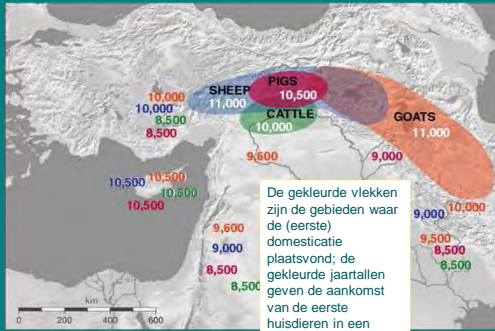 PIGS
SHEEP
10,500
11,000
CATTLE
10,000
GOATS
11,000
10,000
10,000
8,500
8,500
9,600
9,000
10,500
10,500
10,500
10,500
9,600
9,000
8,500
8,500
9,000
10,000
9,500
8,500
8,500
De gekleurde vlekken
zijn de gebieden waar
de (eerste)
domesticatie
plaatsvond; de
gekleurde jaartallen
geven de aankomst
van de eerste
huisdieren in een
km
0 200 400 600